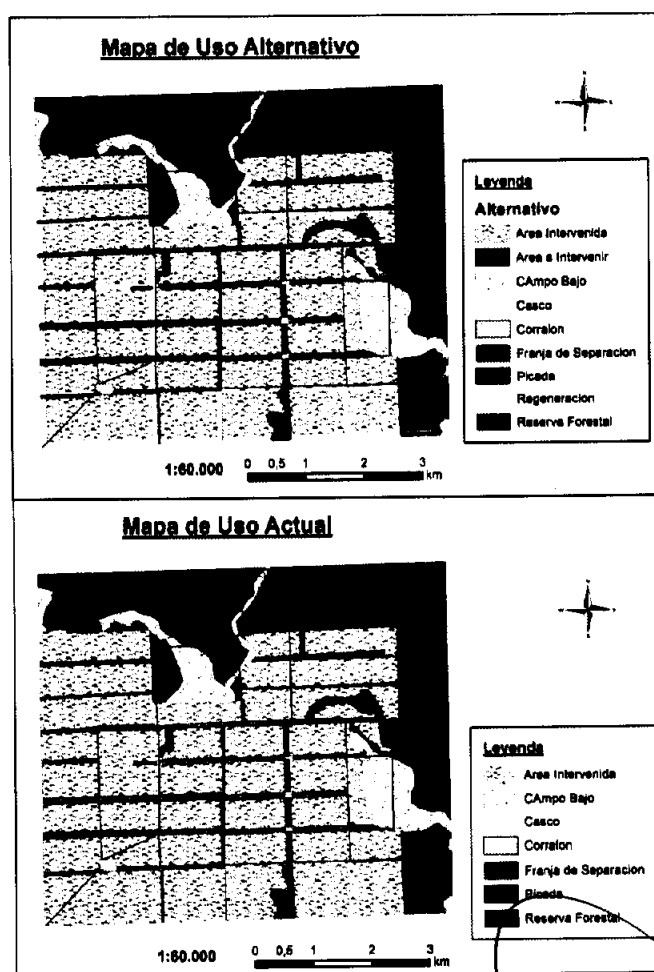 Mapa de Uso Alternativo
Leyenda
Alternativo
Area Intervenida
Area a Intervenir
CAmpo Bajo
Casco
Corralon
Franja de Separacion
Picada
Regeneracion
Reserva Forestal
1:60.000
0 0,5 1 2 3
km
Mapa de Uso Actual
Leyenda
Area Intervenida
CAmpo Bajo
Casco
Corralon
Franja de Separacion
Picada
Reserva Forestal
1:60.000
0 0,5 1 2 3
km